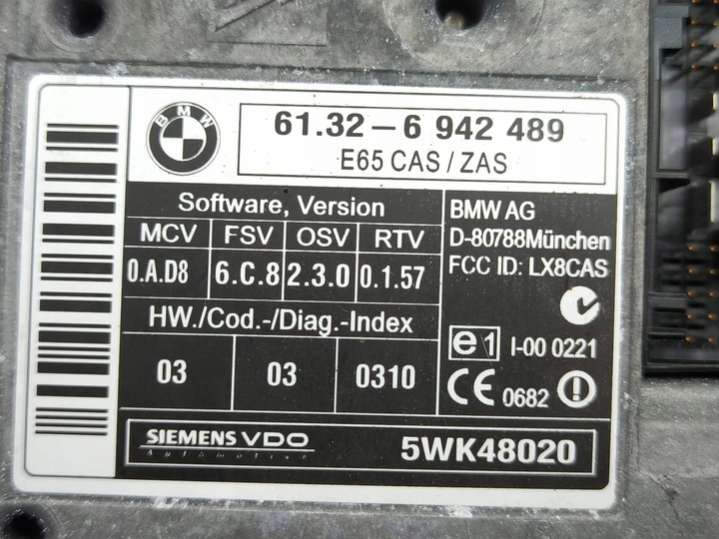 BMW
61.32-6 942 489
E65 CAS/ZAS
Software, Version
MCV FSV OSV RTV
0.A.D8 6.C.8 2.3.0 0.1.57
HW./Cod.-/Diag.-Index
03 03 0310
BMW AG
D-80788München
FCC ID: LX8CAS
e1 I-00 0221
CE 0682
SIEMENS VDO
Automotive
5WK48020